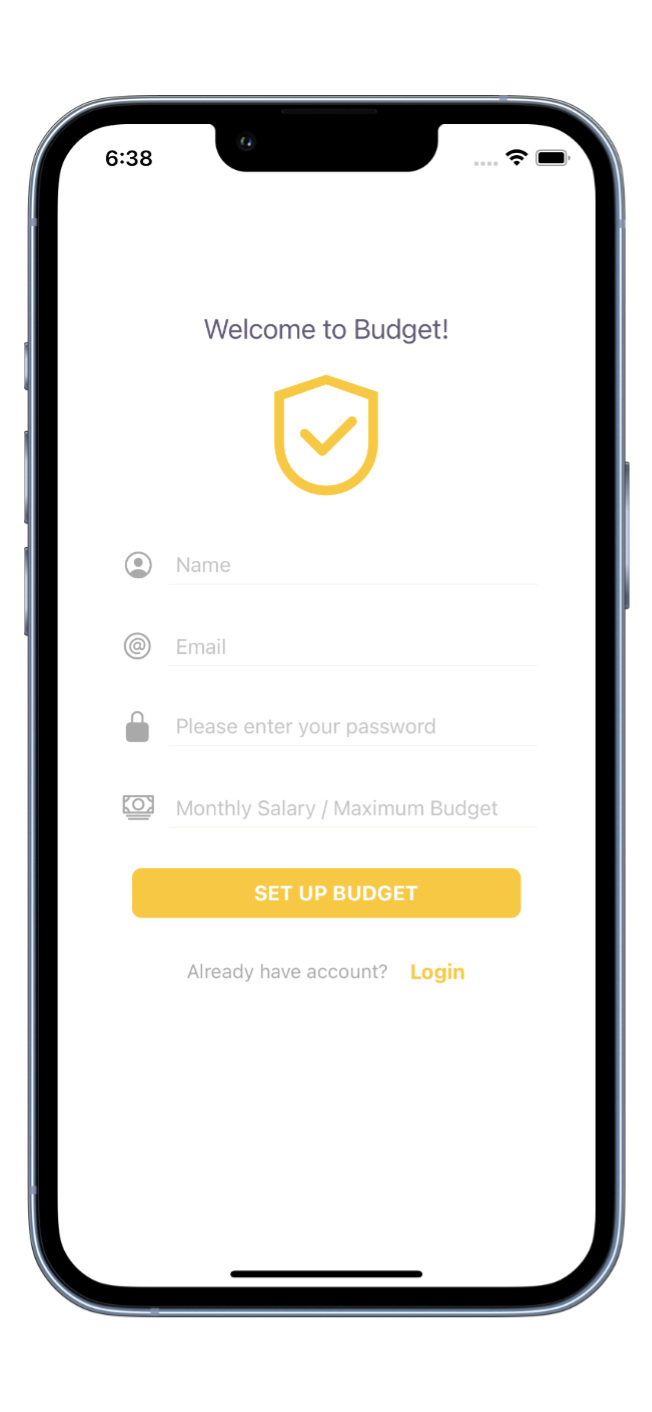 6:38
Welcome to Budget!
Name
Email
Please enter your password
Monthly Salary / Maximum Budget
SET UP BUDGET
Already have account? Login